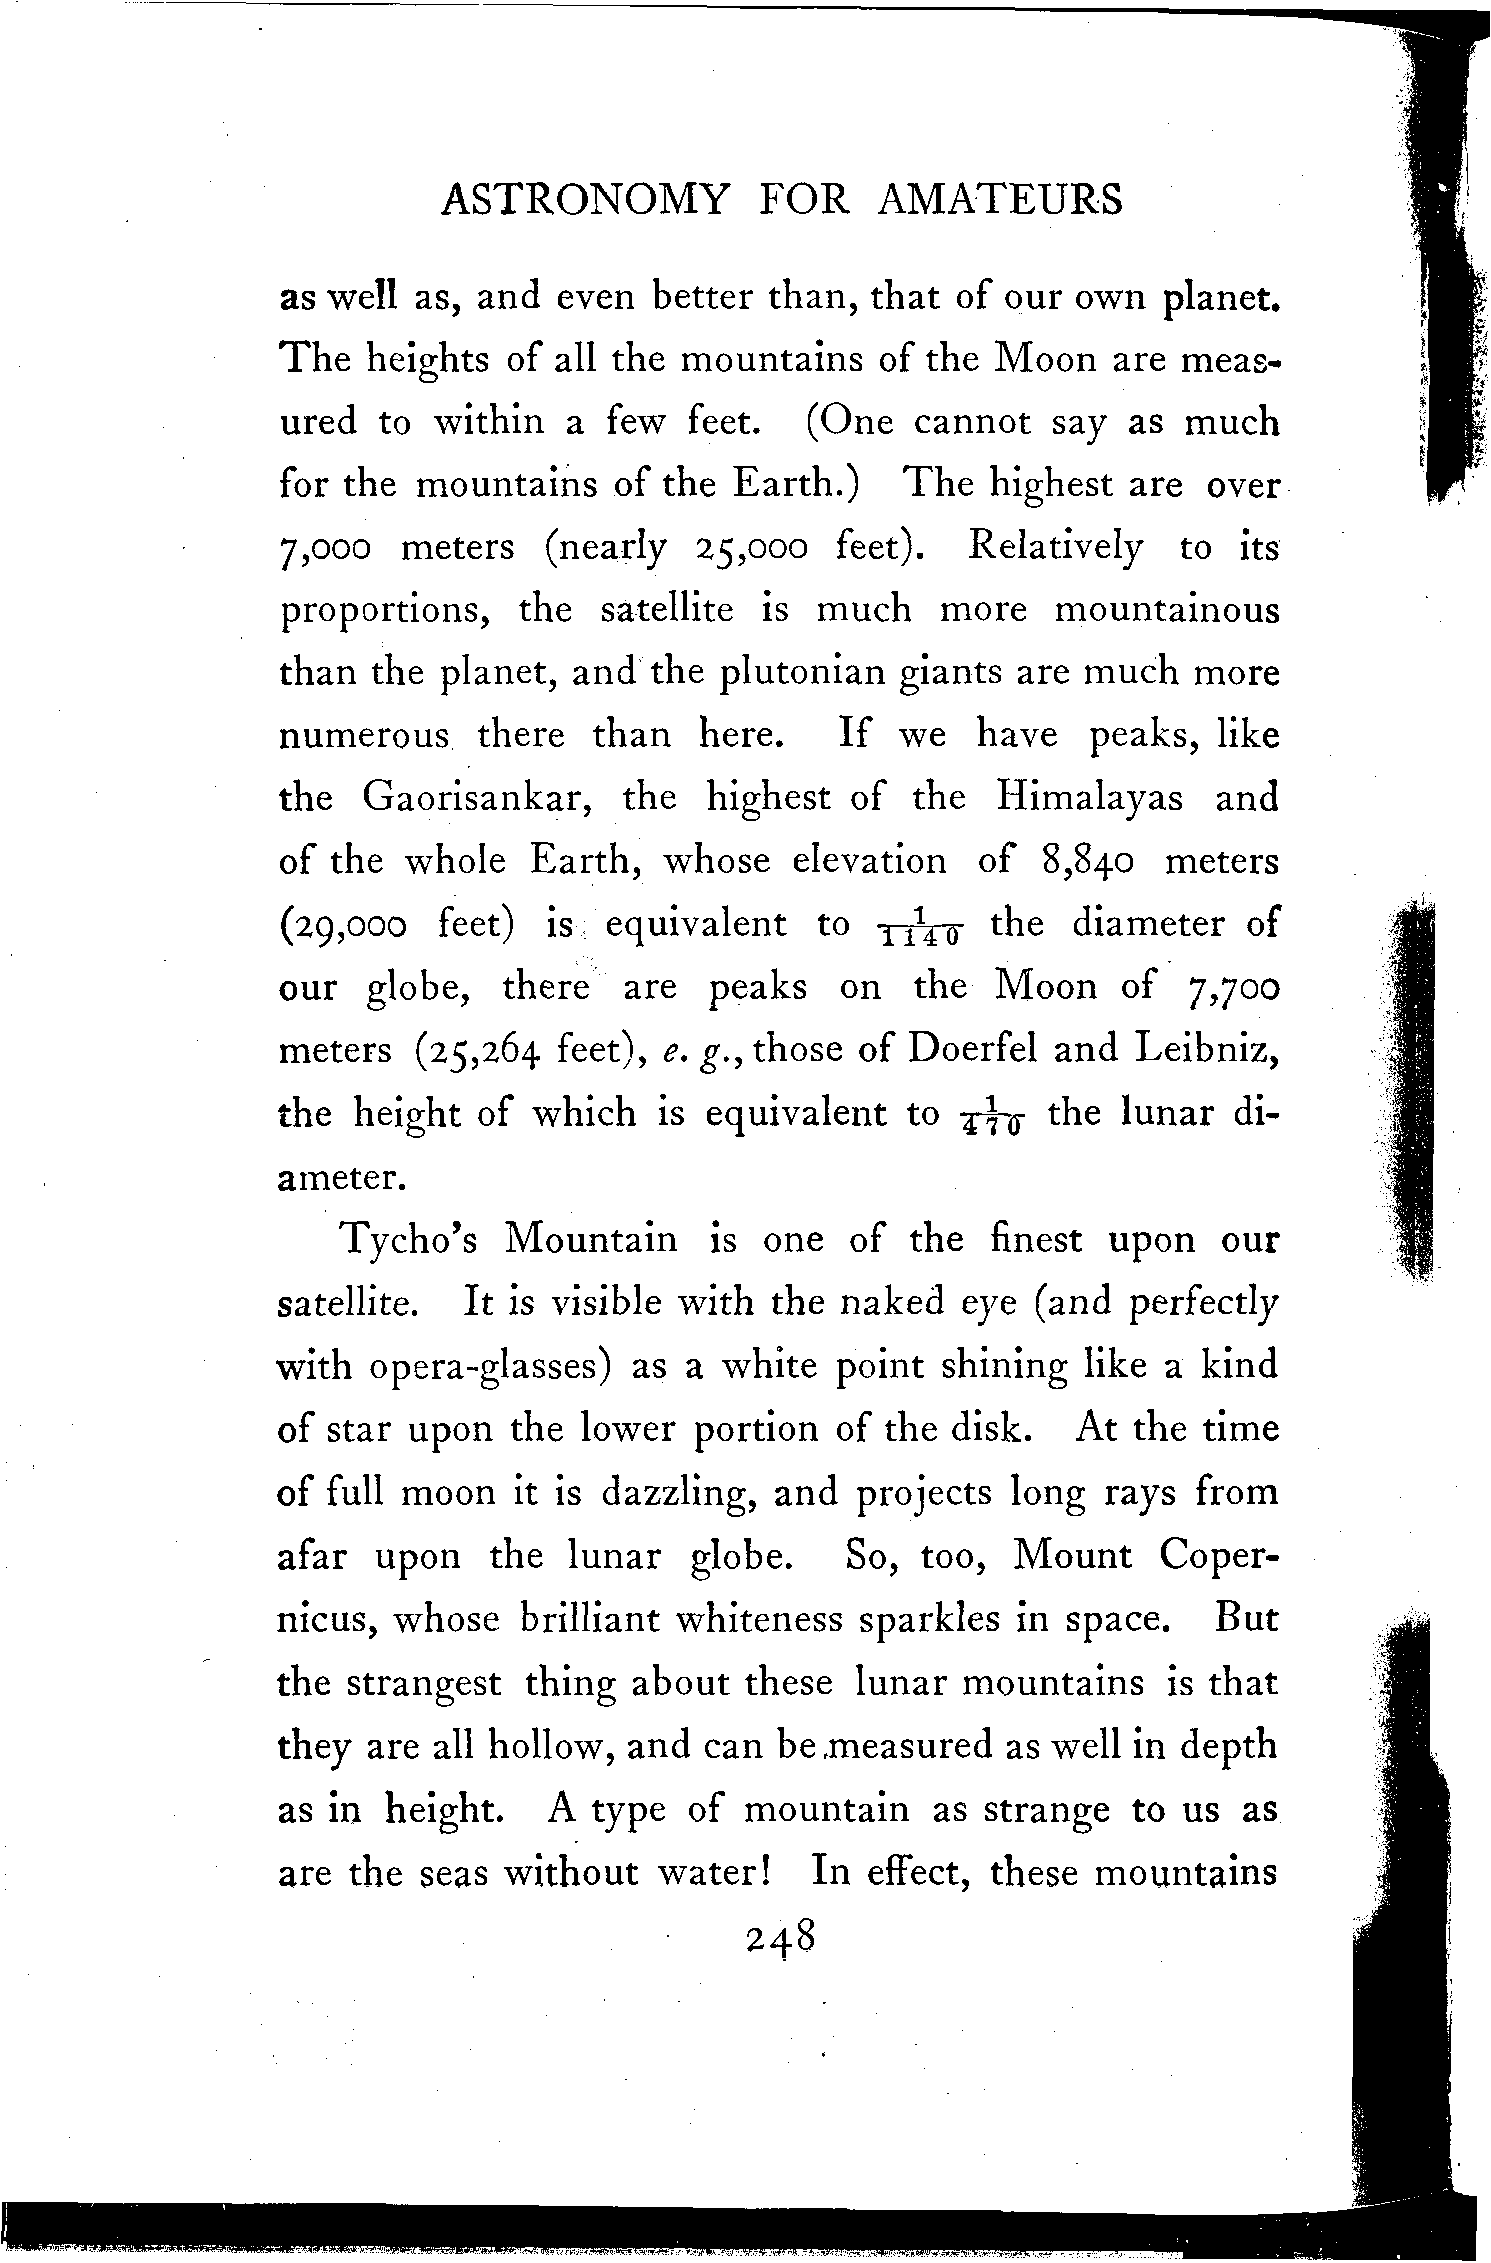 ASTRONOMY FOR AMATEURS
as well as, and even better than, that of our own planet.
The heights of all the mountains of the Moon are meas-
ured to within a few feet. (One cannot say as much
for the mountains of the Earth.) The highest are over
7,000 meters (nearly 25,000 feet). Relatively to its
proportions, the satellite is much more mountainous
than the planet, and the plutonian giants are much more
numerous there than here. If we have peaks, like
the Gaorisankar, the highest of the Himalayas and
of the whole Earth, whose elevation of 8,840 meters
(29,000 feet) is equivalent to 1/1140 the diameter of
our globe, there are peaks on the Moon of 7,700
meters (25,264 feet), e. g., those of Doerfel and Leibniz,
the height of which is equivalent to 1/470 the lunar di-
ameter.
Tycho's Mountain is one of the finest upon our
satellite. It is visible with the naked eye (and perfectly
with opera-glasses) as a white point shining like a kind
of star upon the lower portion of the disk. At the time
of full moon it is dazzling, and projects long rays from
afar upon the lunar globe. So, too, Mount Coper-
nicus, whose brilliant whiteness sparkles in space. But
the strangest thing about these lunar mountains is that
they are all hollow, and can be measured as well in depth
as in height. A type of mountain as strange to us as
are the seas without water! In effect, these mountains
248